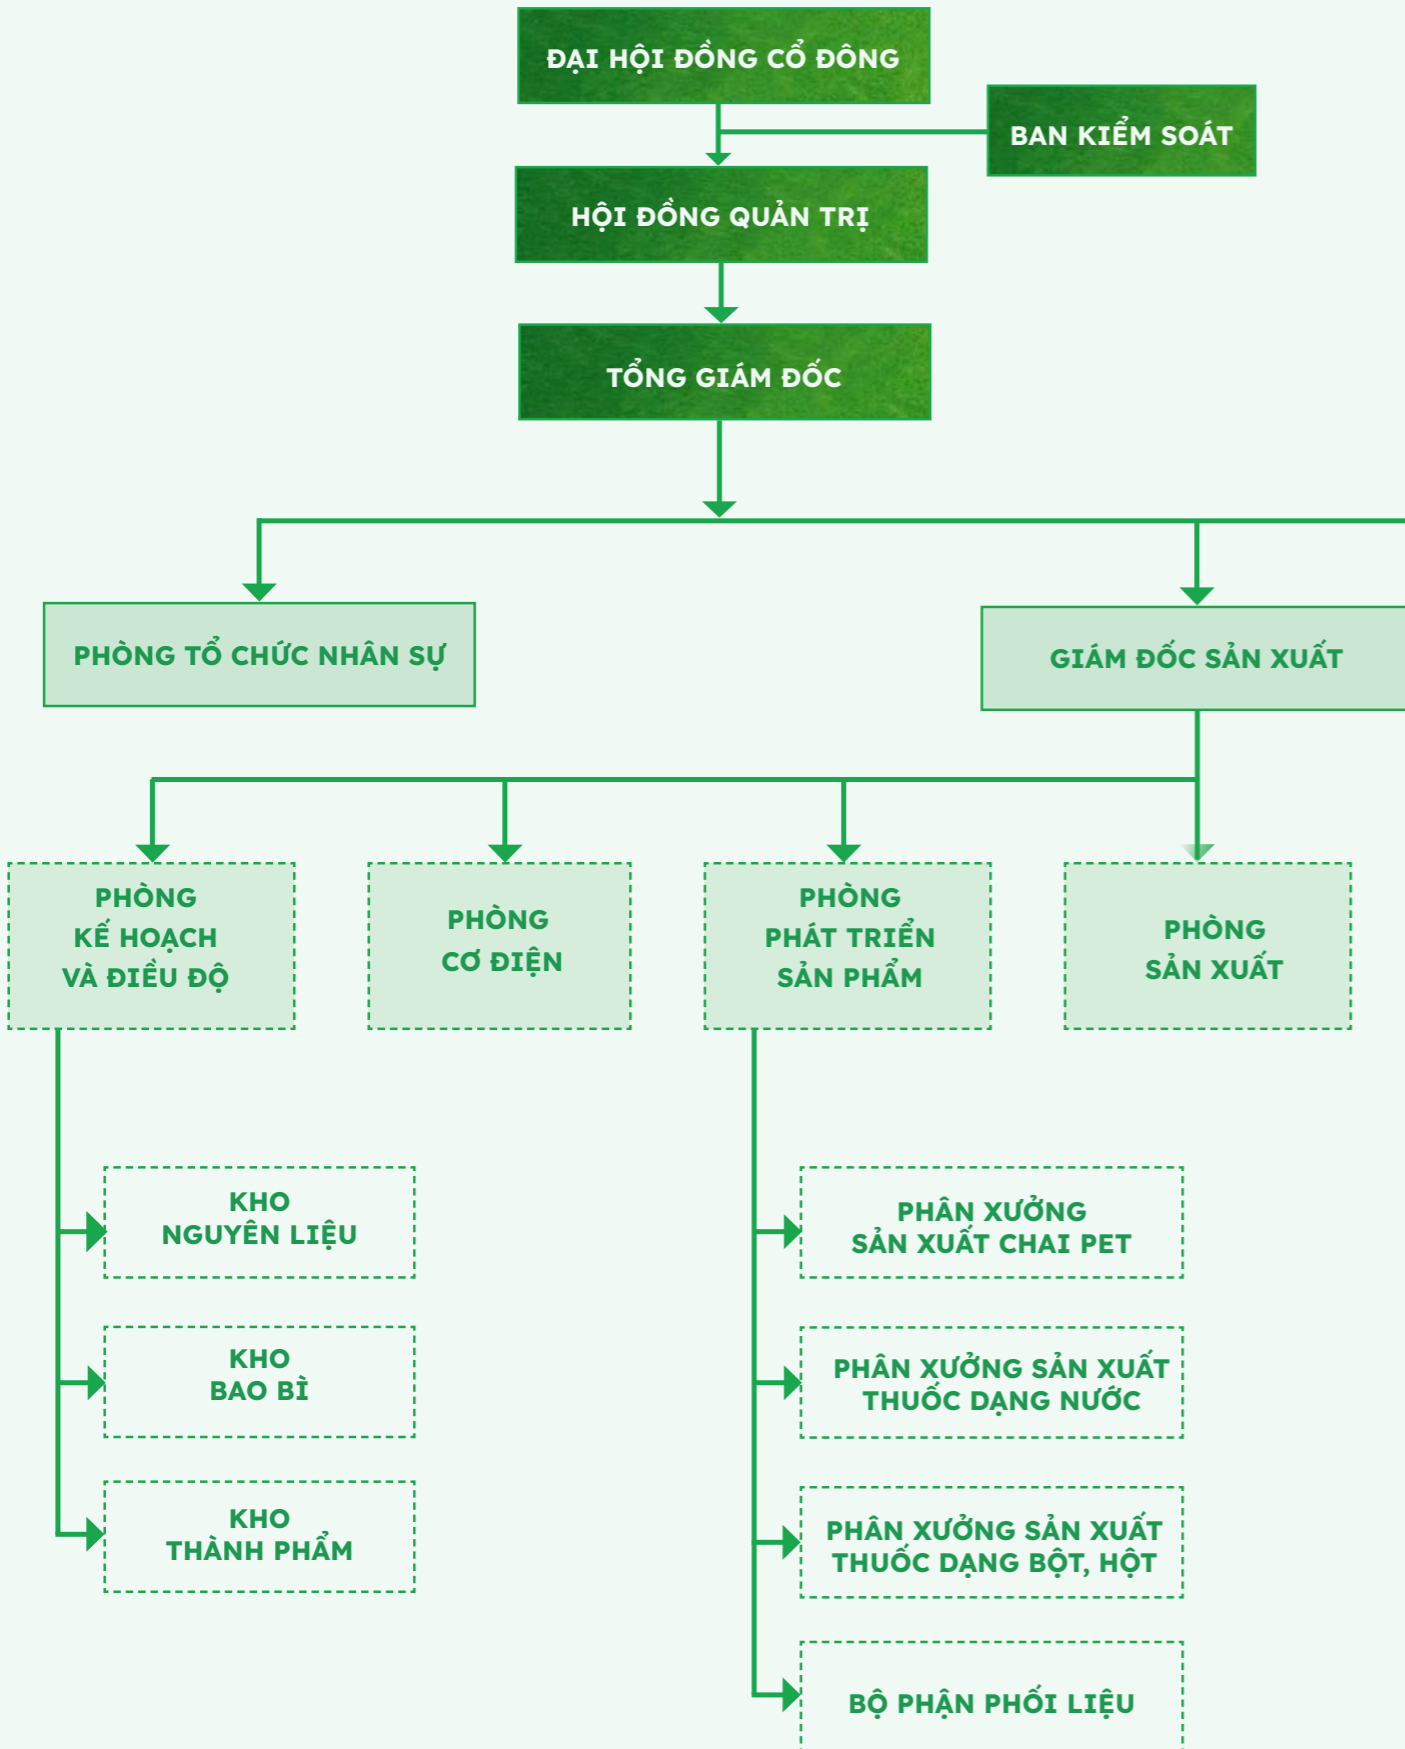 ĐẠI HỘI ĐỒNG CỔ ĐÔNG
BAN KIỂM SOÁT
HỘI ĐỒNG QUẢN TRỊ
TỔNG GIÁM ĐỐC
PHÒNG TỔ CHỨC NHÂN SỰ
GIÁM ĐỐC SẢN XUẤT
PHÒNG
KẾ HOẠCH
VÀ ĐIỀU ĐỘ
PHÒNG
CƠ ĐIỆN
PHÒNG
PHÁT TRIỂN
SẢN PHẨM
PHÒNG
SẢN XUẤT
KHO
NGUYÊN LIỆU
KHO
BAO BÌ
KHO
THÀNH PHẨM
PHÂN XƯỞNG
SẢN XUẤT CHAI PET
PHÂN XƯỞNG SẢN XUẤT
THUỐC DẠNG NƯỚC
PHÂN XƯỞNG SẢN XUẤT
THUỐC DẠNG BỘT, HỘT
BỘ PHẬN PHỐI LIỆU